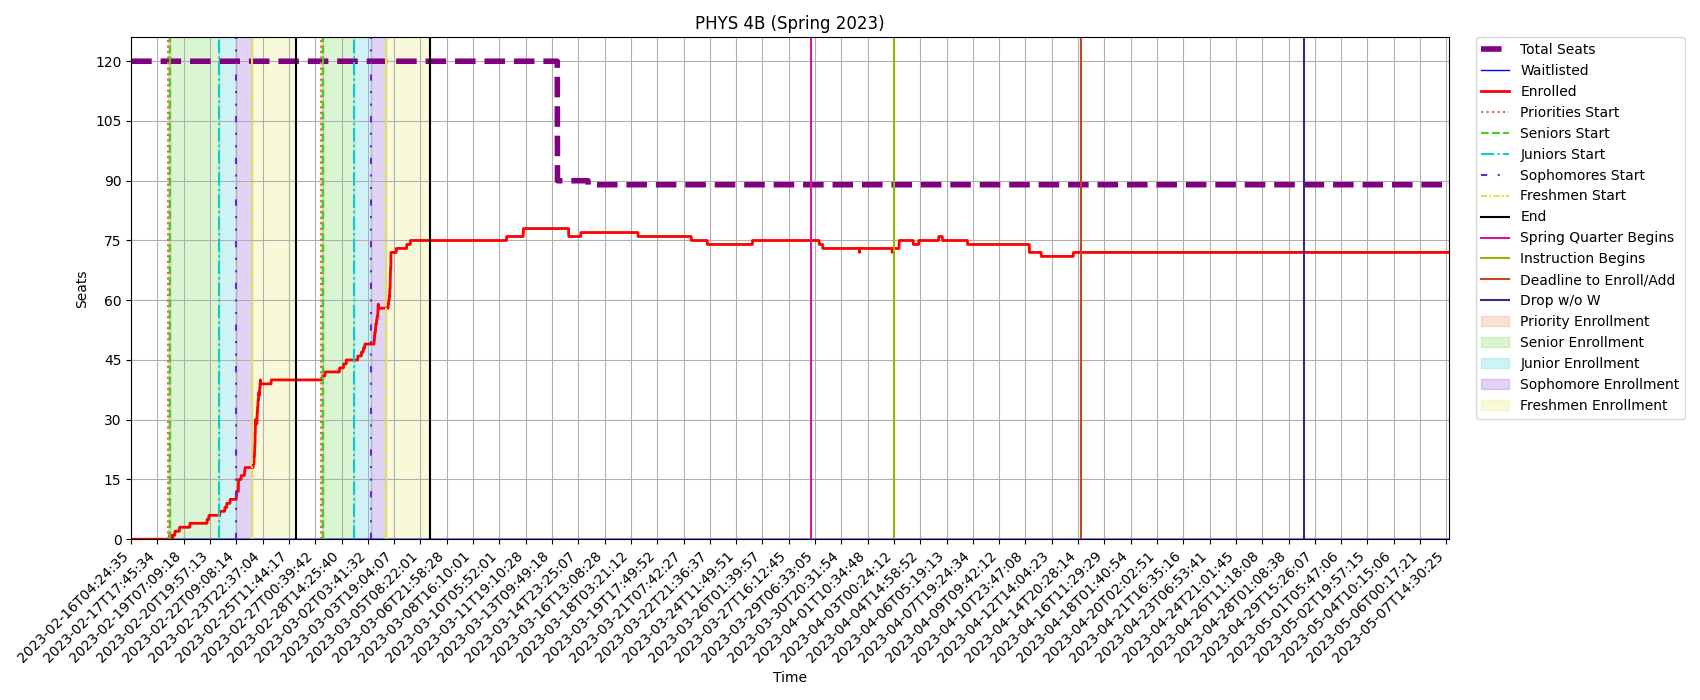 PHYS 4B (Spring 2023)
Seats
120
105
90
75
60
45
30
15
0
2023-02-16T04:24:35
2023-02-17T17:45:34
2023-02-19T07:09:18
2023-02-20T19:57:13
2023-02-22T09:08:14
2023-02-23T22:37:04
2023-02-25T11:44:17
2023-02-27T00:39:42
2023-02-28T14:25:40
2023-03-02T03:41:32
2023-03-03T19:04:07
2023-03-05T08:22:01
2023-03-06T21:58:28
2023-03-08T16:10:01
2023-03-10T05:52:01
2023-03-11T19:10:28
2023-03-13T09:49:18
2023-03-14T23:25:07
2023-03-16T13:08:28
2023-03-18T03:21:12
2023-03-19T17:49:52
2023-03-21T07:42:27
2023-03-22T21:36:37
2023-03-24T11:49:51
2023-03-26T01:39:57
2023-03-27T16:12:45
2023-03-29T06:33:05
2023-03-30T20:31:54
2023-04-01T10:34:48
2023-04-03T00:24:12
2023-04-04T14:58:52
2023-04-06T05:19:13
2023-04-07T19:24:34
2023-04-09T09:42:12
2023-04-10T23:47:08
2023-04-12T14:04:23
2023-04-14T20:28:14
2023-04-16T11:29:29
2023-04-18T01:40:54
2023-04-20T02:02:51
2023-04-21T16:35:16
2023-04-23T06:53:41
2023-04-24T21:01:45
2023-04-26T11:18:08
2023-04-28T01:08:38
2023-04-29T15:26:07
2023-05-01T05:47:06
2023-05-02T19:57:15
2023-05-04T10:15:06
2023-05-06T00:17:21
2023-05-07T14:30:25
Time
Total Seats
Waitlisted
Enrolled
Priorities Start
Seniors Start
Juniors Start
Sophomores Start
Freshmen Start
End
Spring Quarter Begins
Instruction Begins
Deadline to Enroll/Add
Drop w/o W
Priority Enrollment
Senior Enrollment
Junior Enrollment
Sophomore Enrollment
Freshmen Enrollment